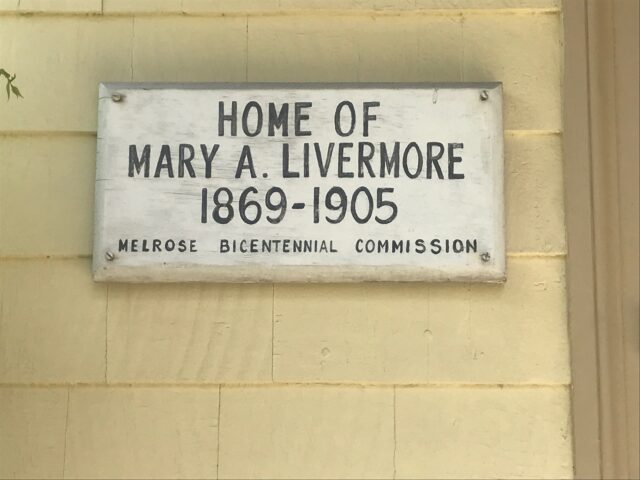 HOME OF
MARY A. LIVERMORE
1869-1905
MELROSE BICENTENNIAL COMMISSION